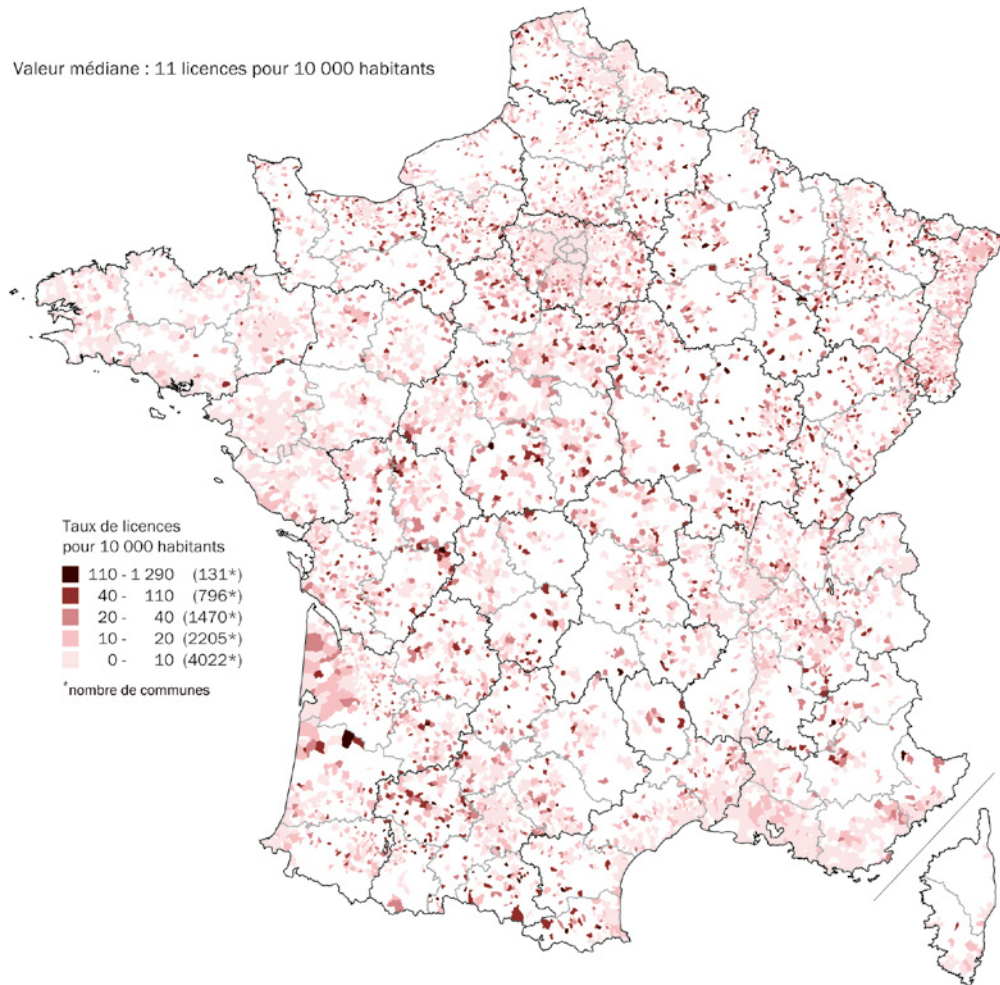 Valeur médiane : 11 licences pour 10 000 habitants
Taux de licences
pour 10 000 habitants
110 - 1 290 (131*)
40 - 110 (796*)
20 - 40 (1470*)
10 - 20 (2205*)
0 - 10 (4022*)
*nombre de communes